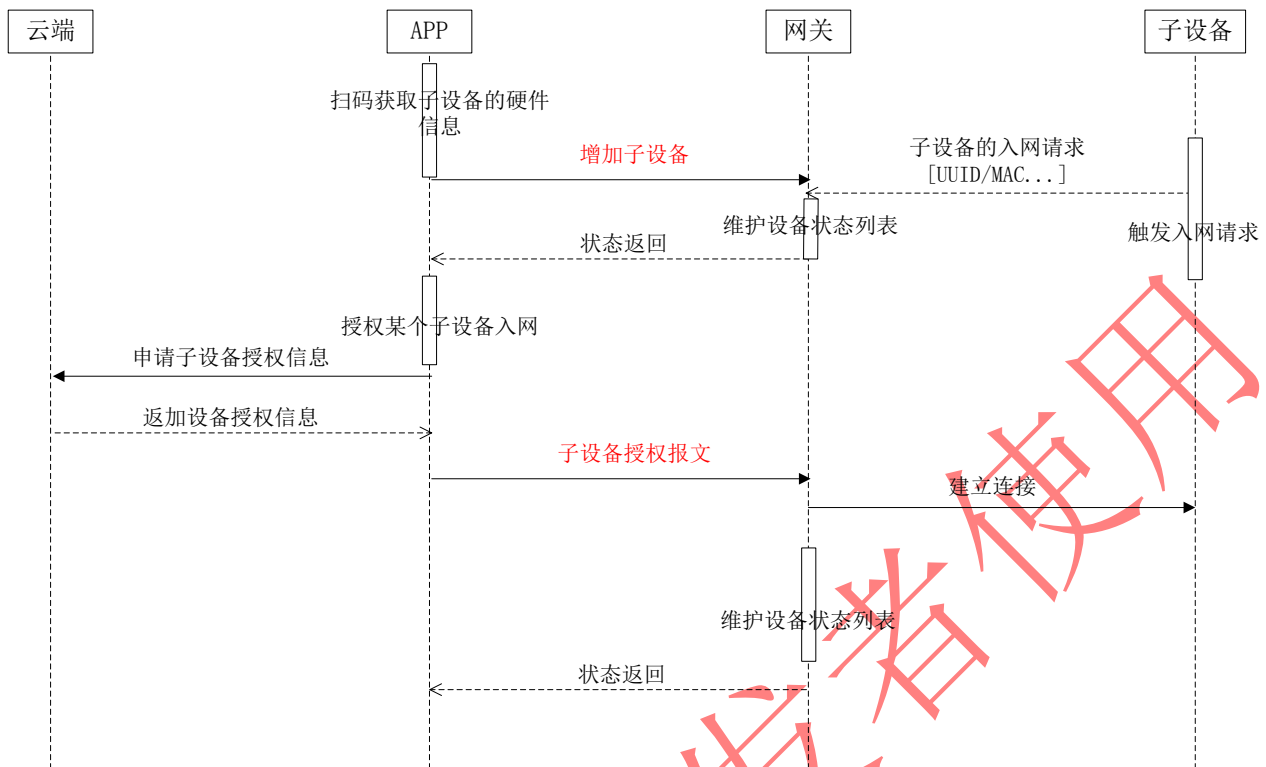 云端
APP
网关
子设备
扫码获取子设备的硬件
信息
增加子设备
子设备的入网请求
[UUID/MAC...]
维护设备状态列表
触发入网请求
状态返回
授权某个子设备入网
申请子设备授权信息
返加设备授权信息
子设备授权报文
建立连接
维护设备状态列表
状态返回
发者使用